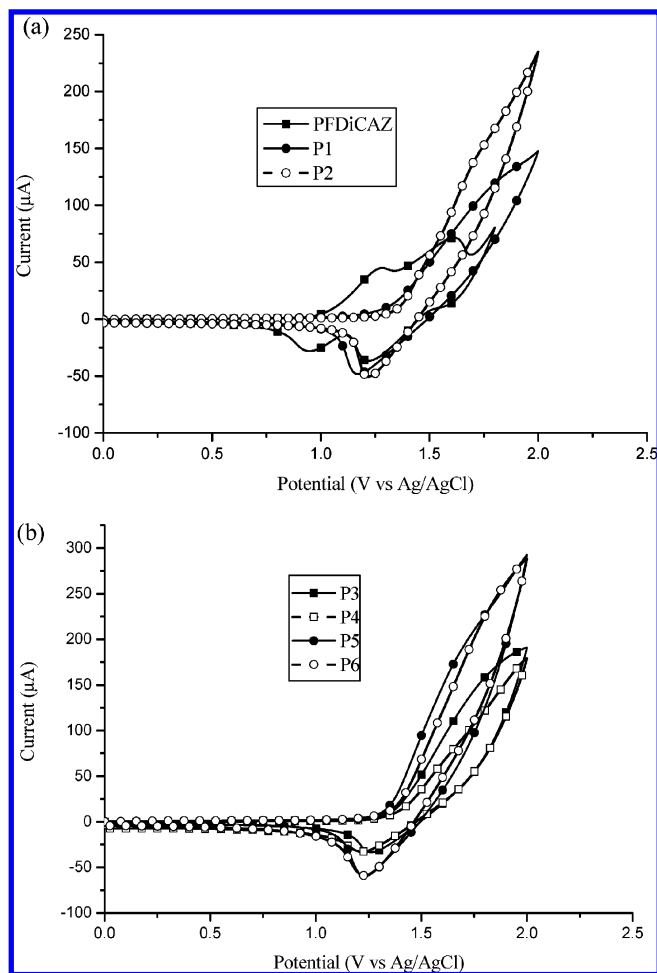 (a)
250
200
150
100
50
0
-50
-100
Current (μA)
PFDiCAZ
P1
P2
0.0 0.5 1.0 1.5 2.0 2.5
Potential (V vs Ag/AgCl)
(b)
300
250
200
150
100
50
0
-50
-100
Current (μA)
P3
P4
P5
P6
0.0 0.5 1.0 1.5 2.0 2.5
Potential (V vs Ag/AgCl)